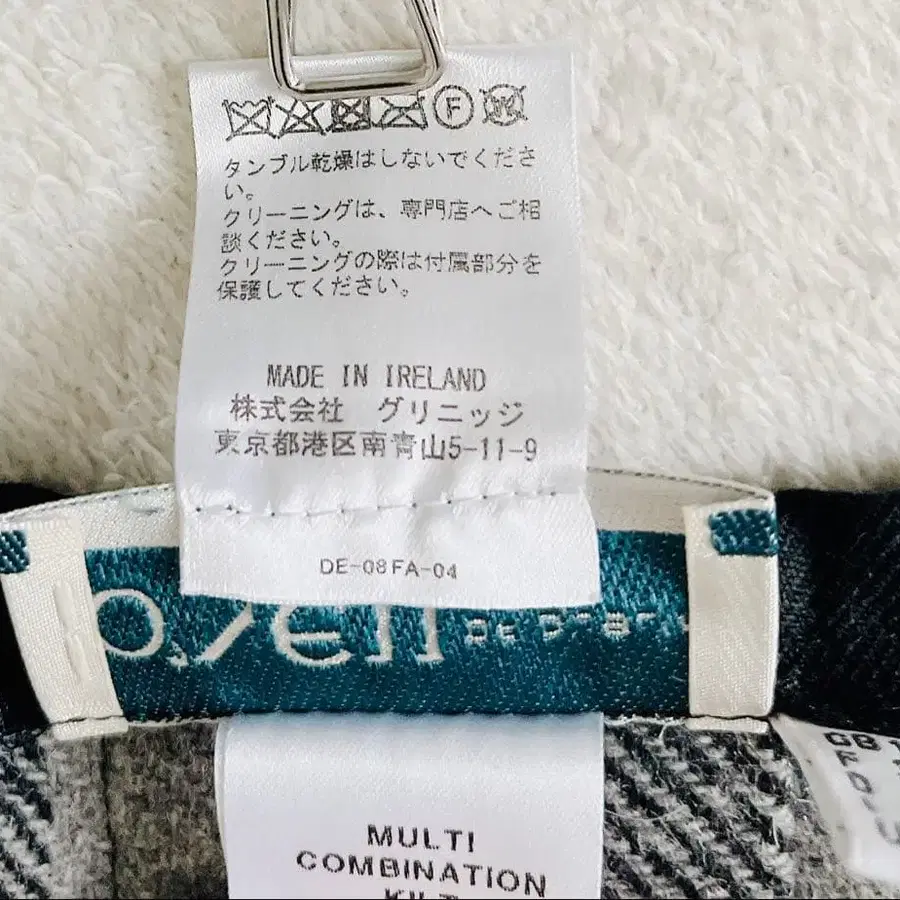 F W
タンブル乾燥はしないでくださ
い。
クリーニングは、専門店へご相
談ください。
クリーニングの際は付属部分を
保護してください。
MADE IN IRELAND
株式会社 グリニッジ
東京都港区南青山5-11-9
DE-08FA-04
MULTI
COMBINATION
KILT
GB 1
F
D